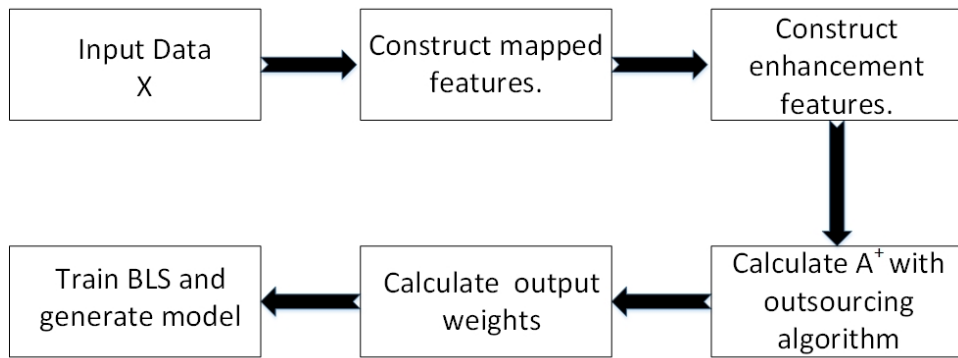 Input Data
X
Construct mapped
features.
Construct
enhancement
features.
Calculate A⁺ with
outsourcing
algorithm
Calculate output
weights
Train BLS and
generate model